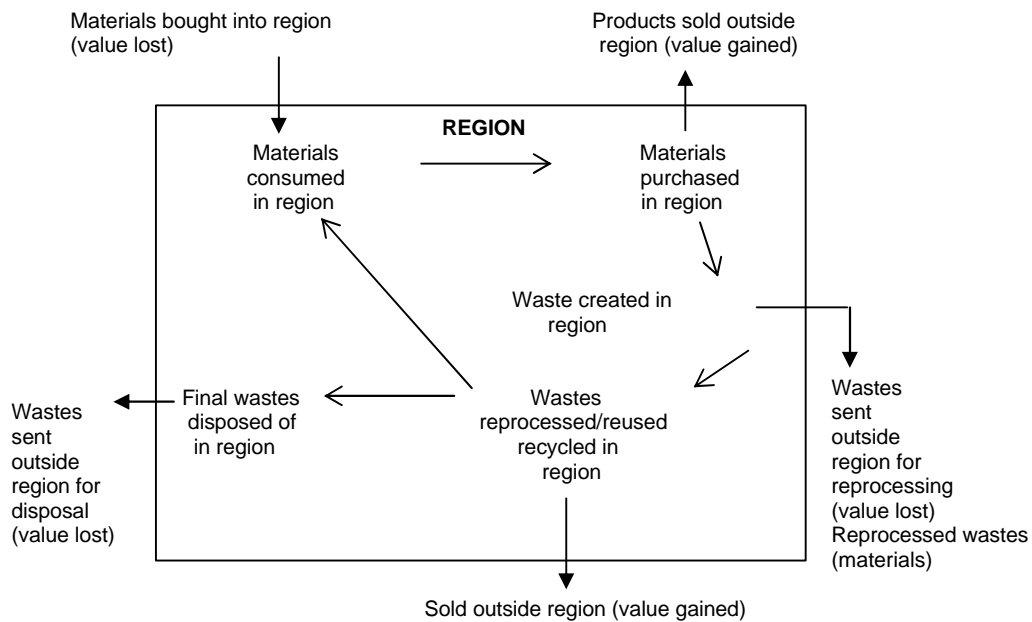 Materials bought into region
(value lost)
Products sold outside
region (value gained)
REGION
Materials
consumed
in region
Materials
purchased
in region
Waste created in
region
Final wastes
disposed of
in region
Wastes
reprocessed/reused
recycled in
region
Wastes
sent
outside
region for
disposal
(value lost)
Wastes
sent
outside
region for
reprocessing
(value lost)
Reprocessed wastes
(materials)
Sold outside region (value gained)